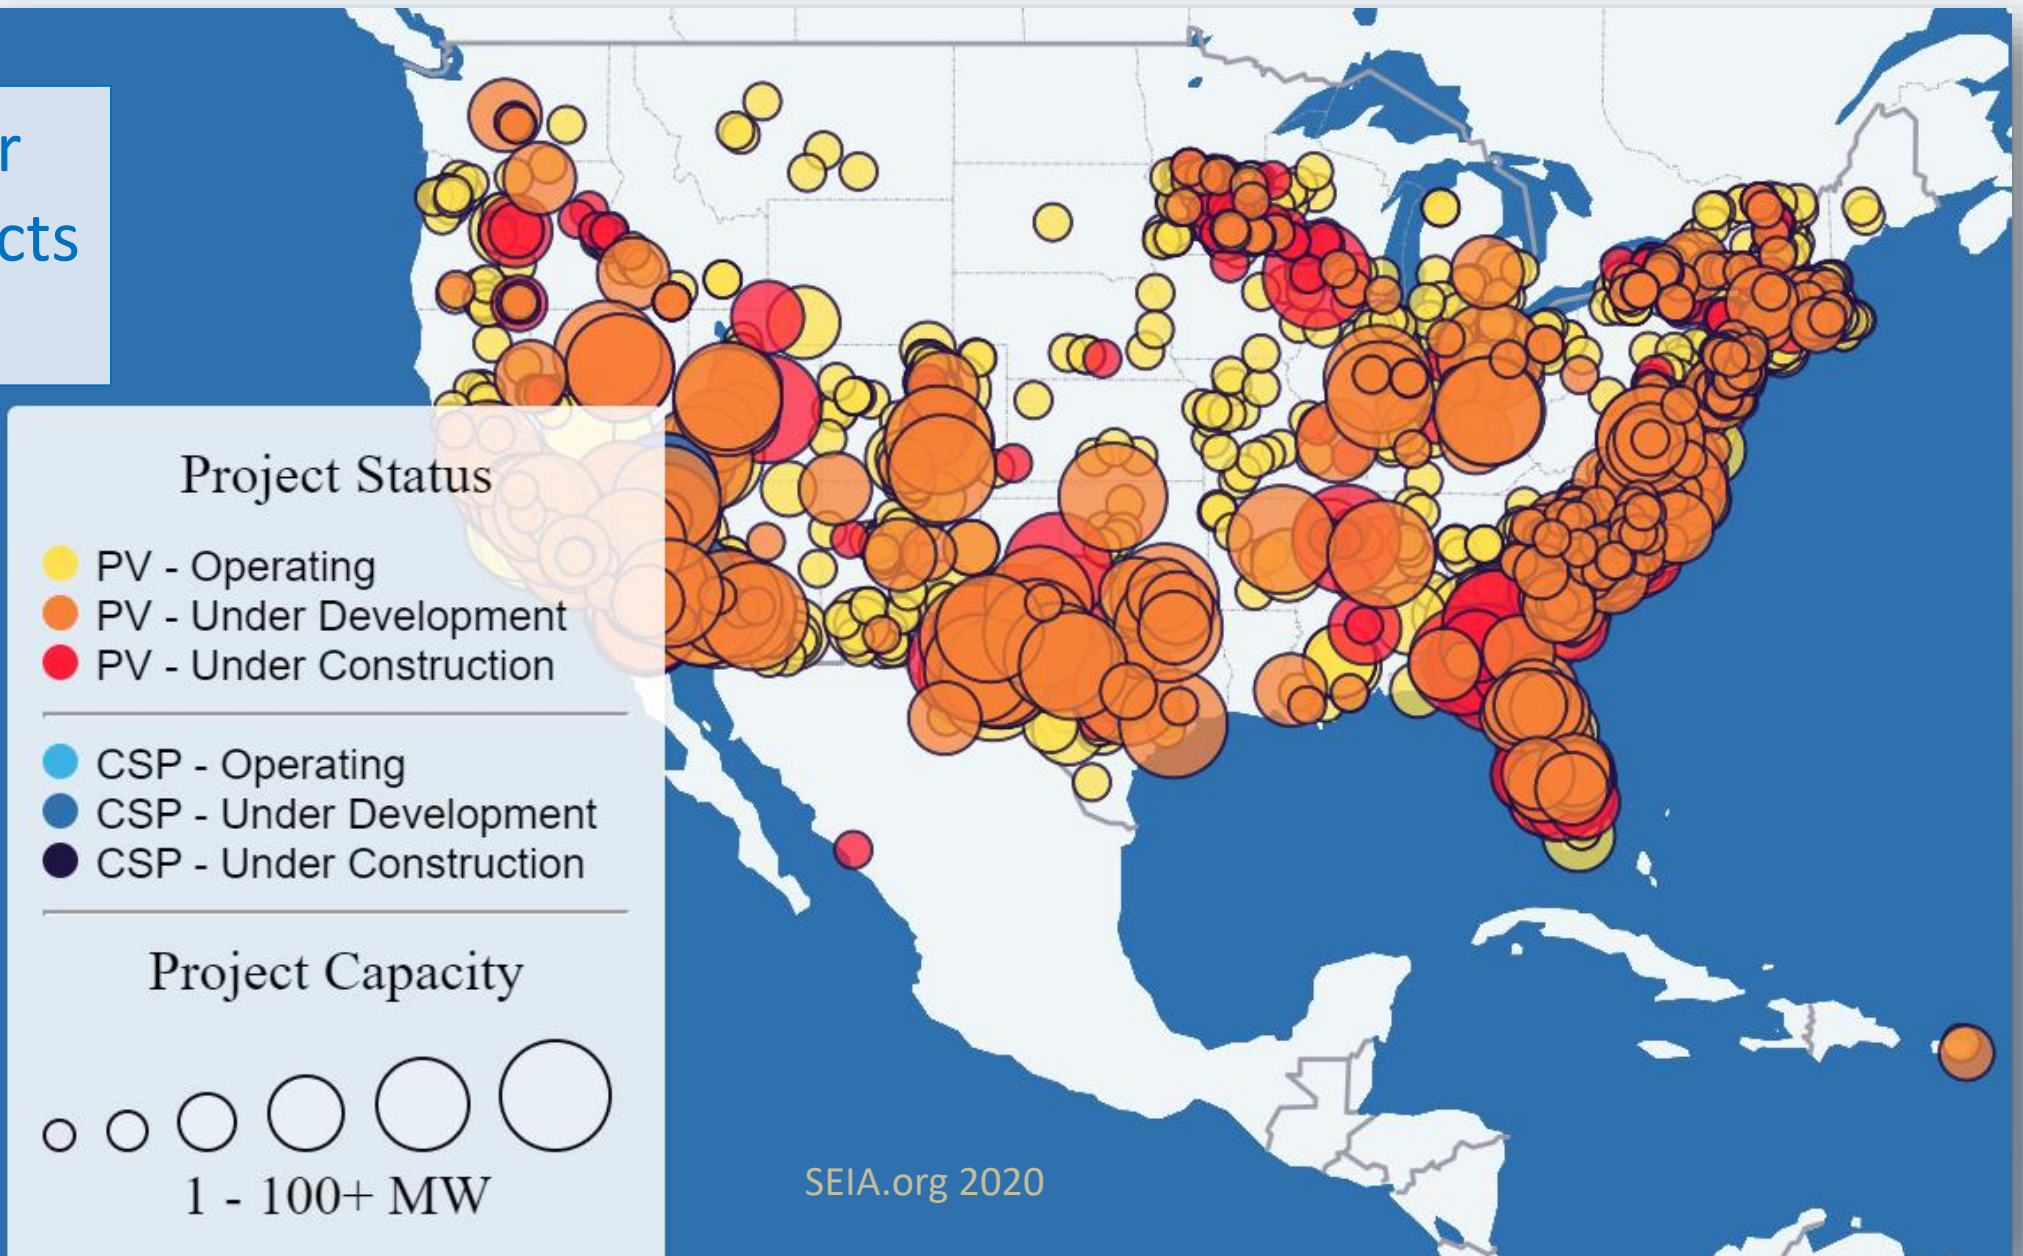 r
cts
Project Status
PV - Operating
PV - Under Development
PV - Under Construction
CSP - Operating
CSP - Under Development
CSP - Under Construction
Project Capacity
1 - 100+ MW
SEIA.org 2020